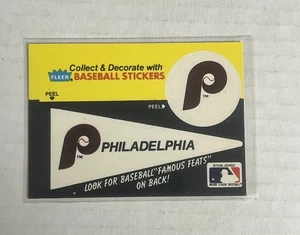 Collect & Decorate with
FLEER
BASEBALL STICKERS
PEEL
P
TM
PEEL
P
TM
PHILADELPHIA
LOOK FOR BASEBALL "FAMOUS FEATS"
ON BACK!